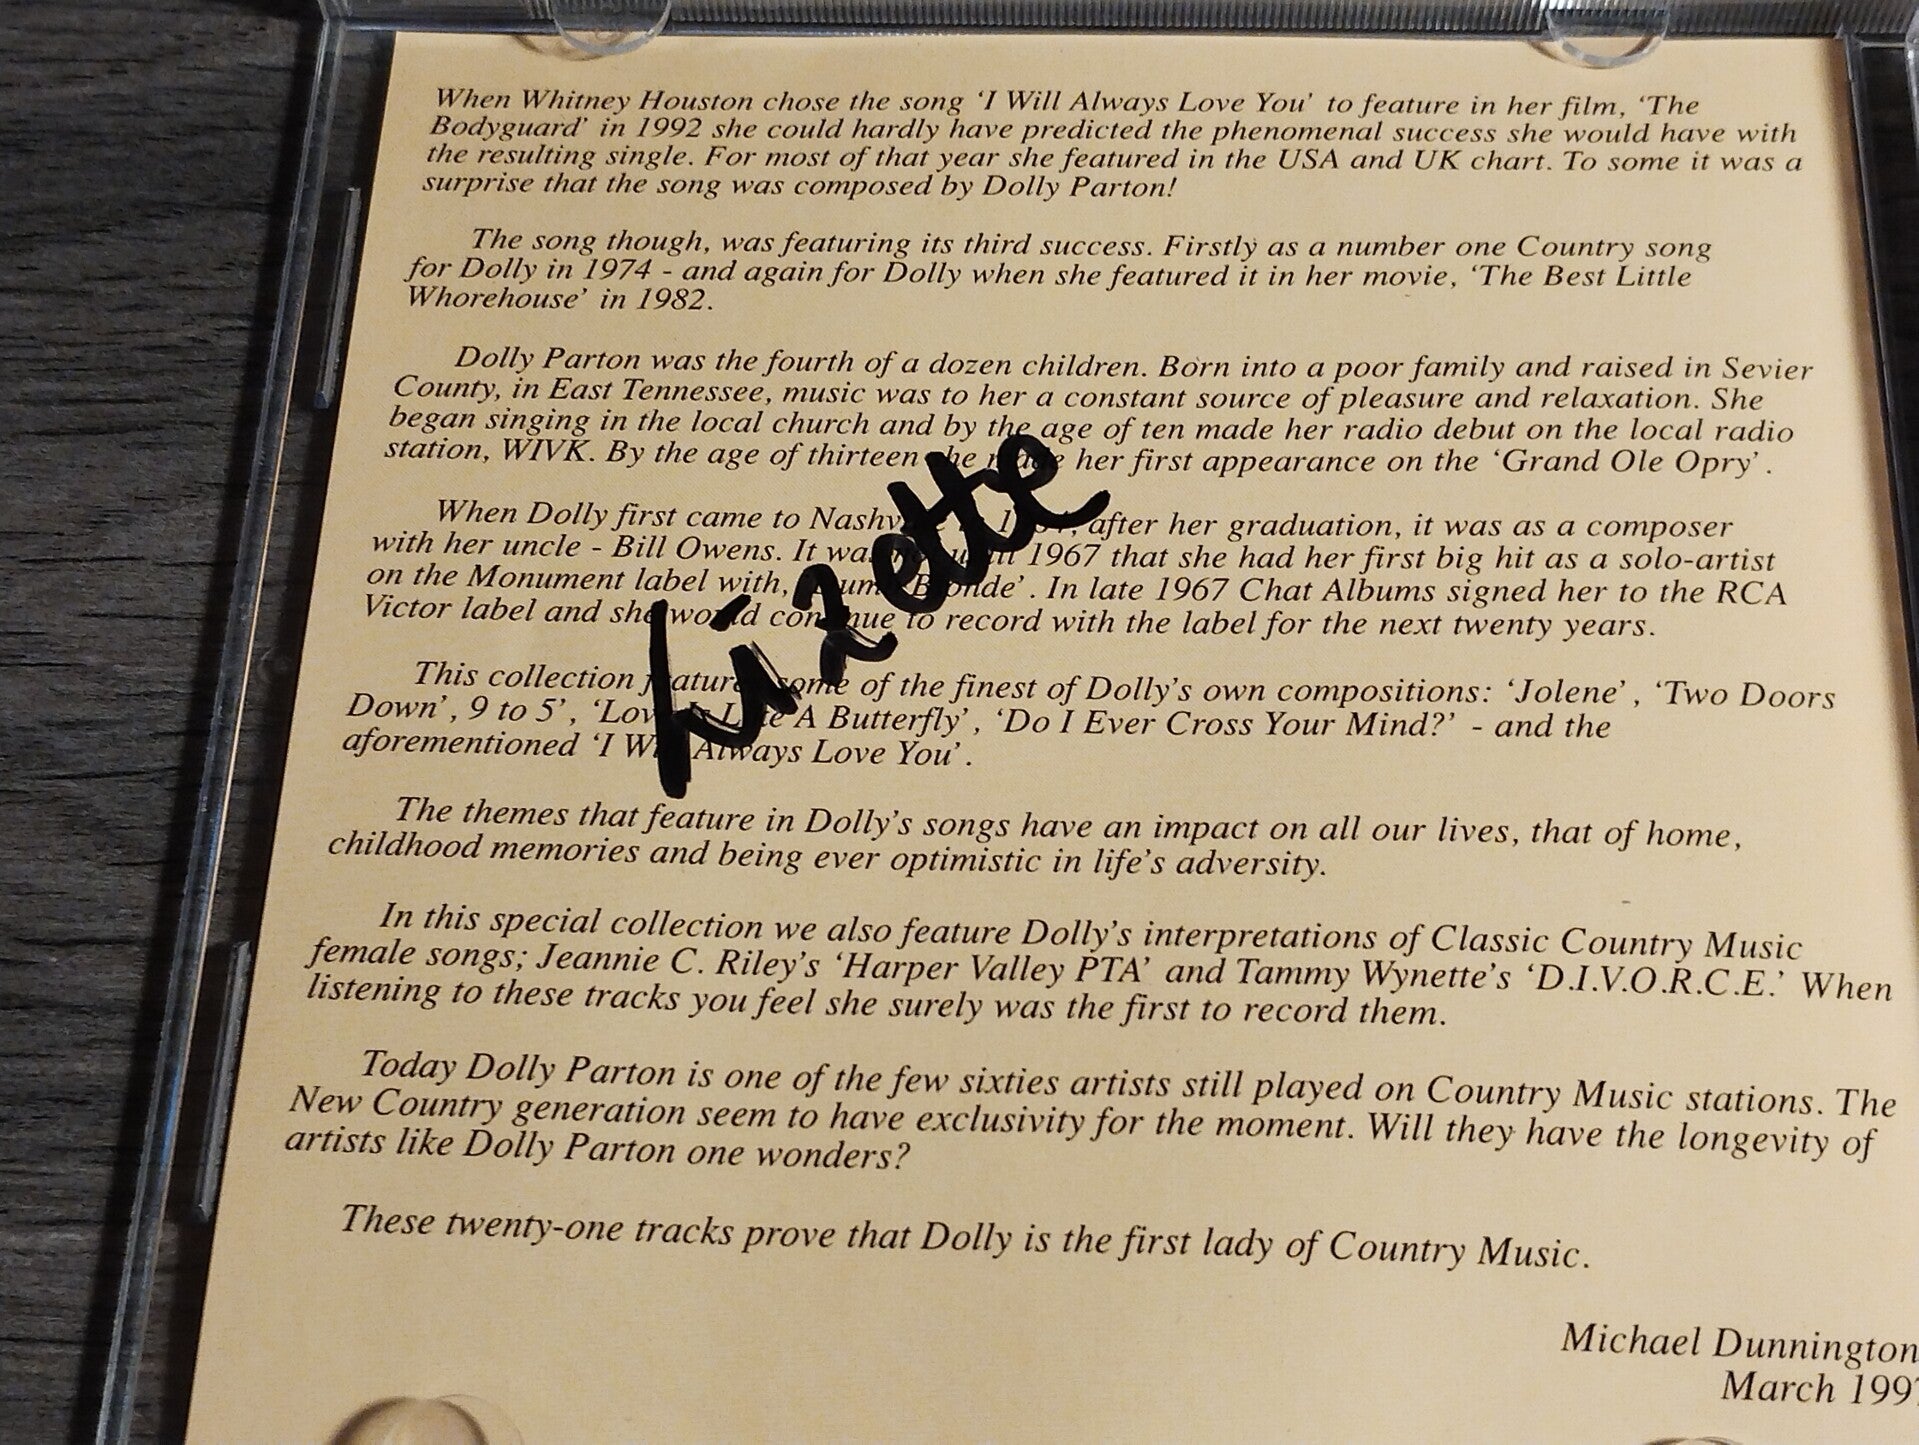 When Whitney Houston chose the song ‘I Will Always Love You’ to feature in her film, ‘The
Bodyguard’ in 1992 she could hardly have predicted the phenomenal success she would have with
the resulting single. For most of that year she featured in the USA and UK chart. To some it was a
surprise that the song was composed by Dolly Parton!
The song though, was featuring its third success. Firstly as a number one Country song
for Dolly in 1974 - and again for Dolly when she featured it in her movie, ‘The Best Little
Whorehouse’ in 1982.
Dolly Parton was the fourth of a dozen children. Born into a poor family and raised in Sevier
County, in East Tennessee, music was to her a constant source of pleasure and relaxation. She
began singing in the local church and by the age of ten made her radio debut on the local radio
station, WIVK. By the age of thirteen she made her first appearance on the ‘Grand Ole Opry’.
When Dolly first came to Nashville 1964, after her graduation, it was as a composer
with her uncle - Bill Owens. It was until 1967 that she had her first big hit as a solo-artist
on the Monument label with, ‘Dumb Blonde’. In late 1967 Chat Albums signed her to the RCA
Victor label and she would continue to record with the label for the next twenty years.
This collection features some of the finest of Dolly’s own compositions: ‘Jolene’, ‘Two Doors
Down’, 9 to 5’, ‘Love Is Like A Butterfly’, ‘Do I Ever Cross Your Mind?’ - and the
aforementioned ‘I Will Always Love You’.
Lizette
The themes that feature in Dolly’s songs have an impact on all our lives, that of home,
childhood memories and being ever optimistic in life’s adversity.
In this special collection we also feature Dolly’s interpretations of Classic Country Music
female songs; Jeannie C. Riley’s ‘Harper Valley PTA’ and Tammy Wynette’s ‘D.I.V.O.R.C.E.’ When
listening to these tracks you feel she surely was the first to record them.
Today Dolly Parton is one of the few sixties artists still played on Country Music stations. The
New Country generation seem to have exclusivity for the moment. Will they have the longevity of
artists like Dolly Parton one wonders?
These twenty-one tracks prove that Dolly is the first lady of Country Music.
Michael Dunnington
March 1997